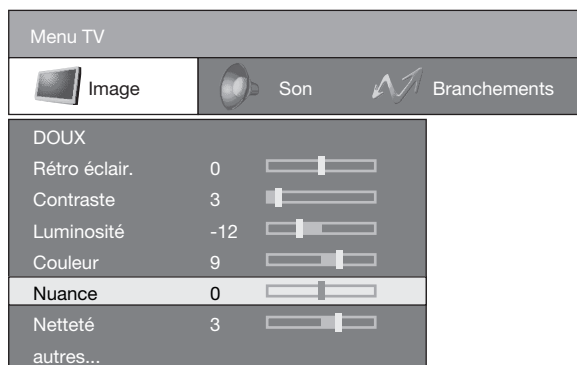 Menu TV
Image Son Branchements
DOUX
Rétro éclair. 0
Contraste 3
Luminosité -12
Couleur 9
Nuance 0
Netteté 3
autres...